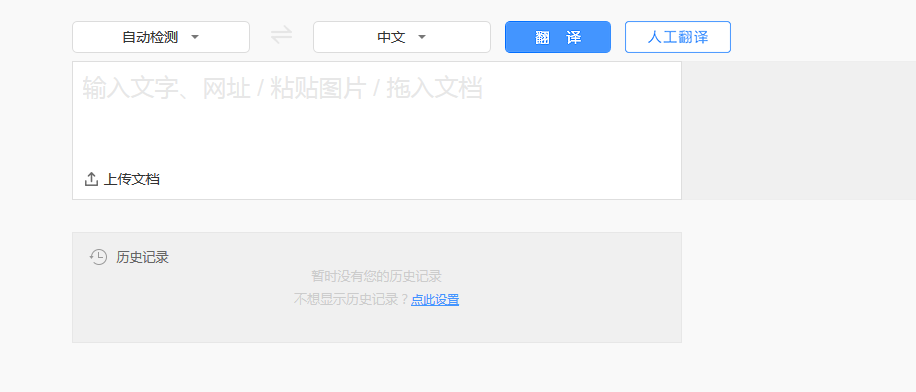 自动检测 中文 翻 译 人工翻译
输入文字、网址 / 粘贴图片 / 拖入文档
上传文档
历史记录
暂时没有您的历史记录
不想显示历史记录？点此设置